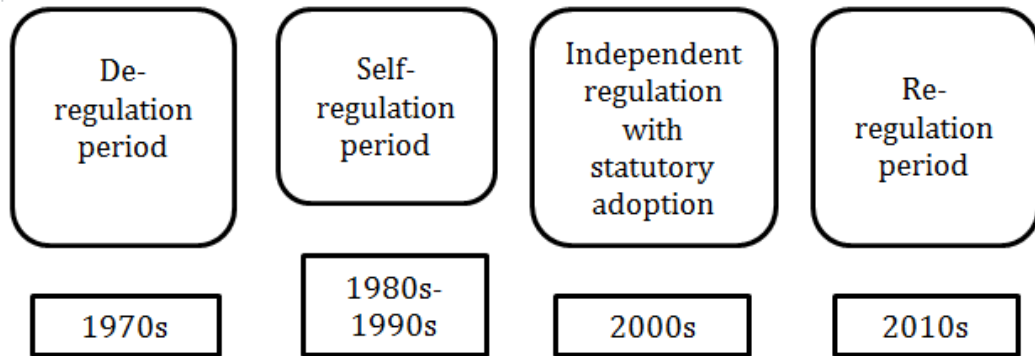 De-
regulation
period
Self-
regulation
period
Independent
regulation
with
statutory
adoption
Re-
regulation
period
1970s
1980s-
1990s
2000s
2010s